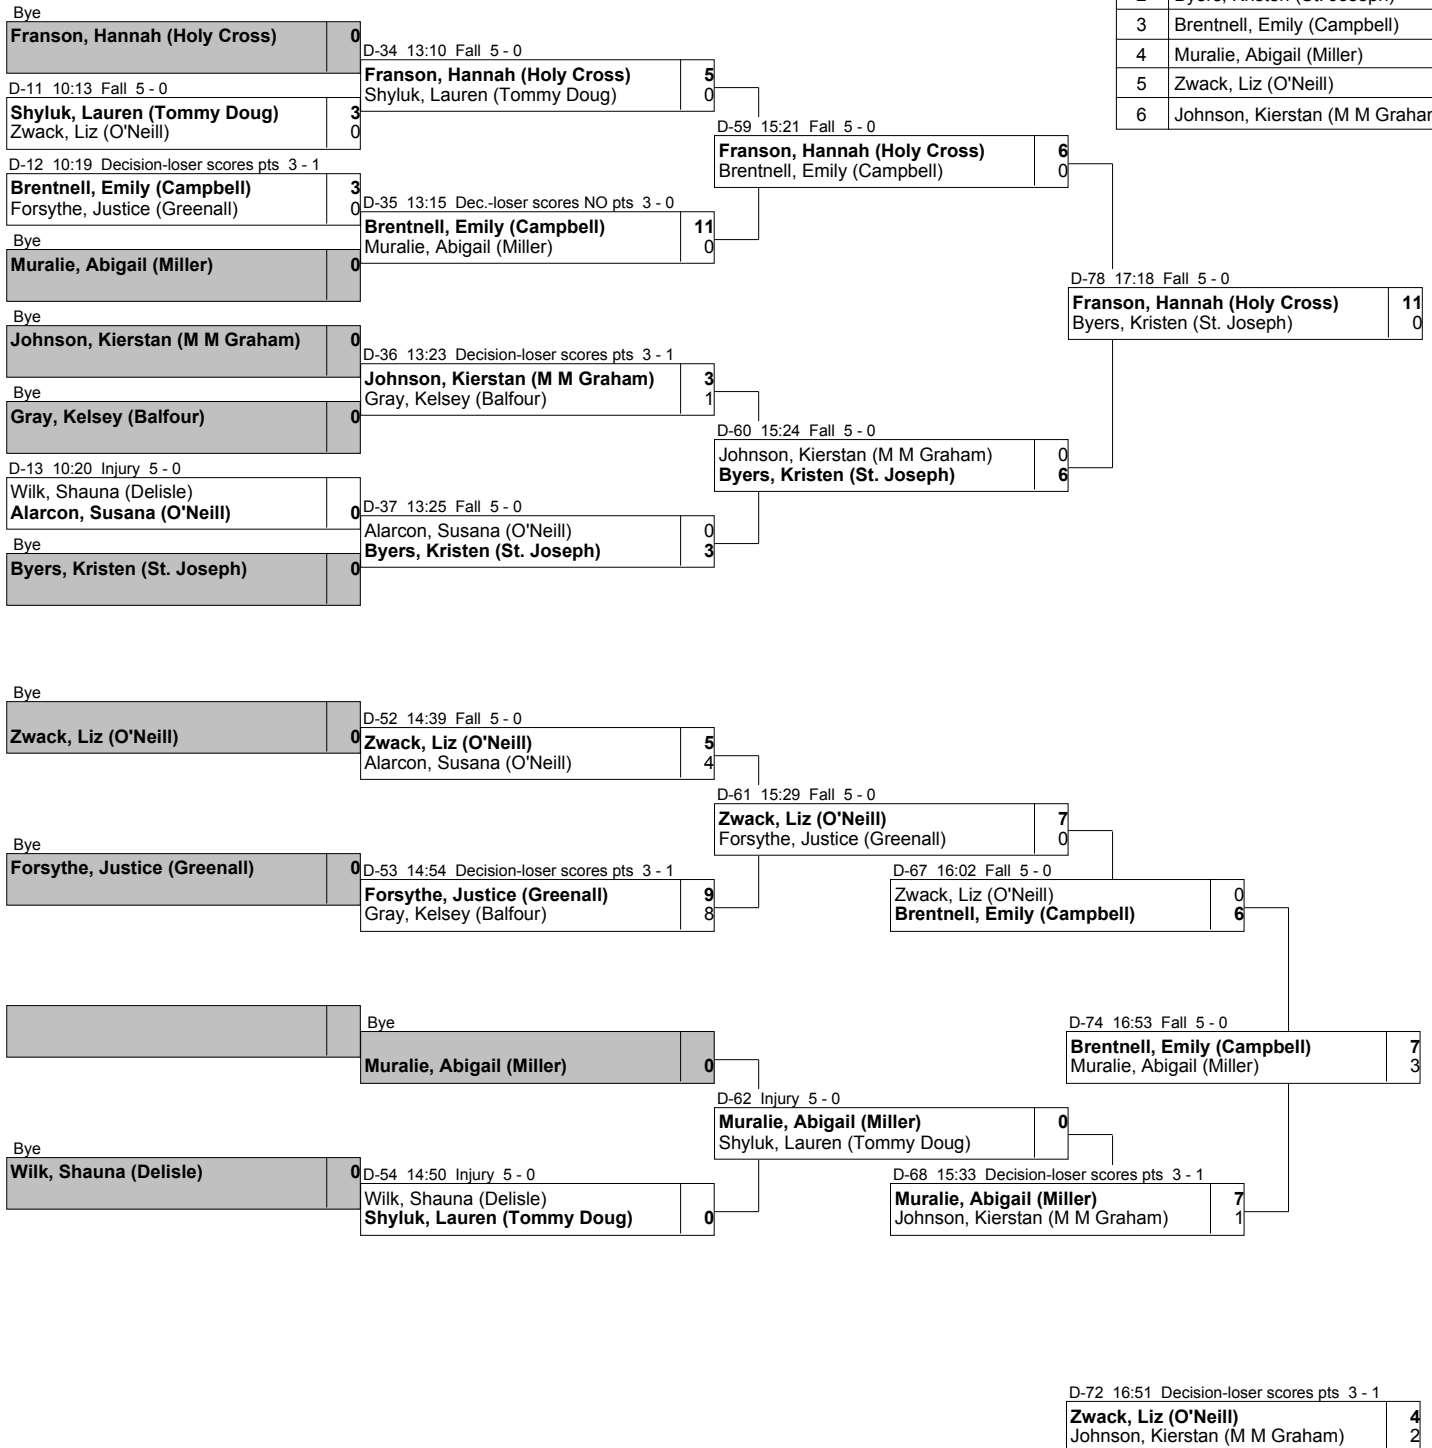 Bye
Franson, Hannah (Holy Cross) 0
D-11 10:13 Fall 5 - 0
Shyluk, Lauren (Tommy Doug) 3
Zwack, Liz (O'Neill) 0
D-12 10:19 Decision-loser scores pts 3 - 1
Brentnell, Emily (Campbell) 3
Forsythe, Justice (Greenall) 0
Bye
Muralie, Abigail (Miller) 0
Bye
Johnson, Kierstan (M M Graham) 0
Bye
Gray, Kelsey (Balfour) 0
D-13 10:20 Injury 5 - 0
Wilk, Shauna (Delisle)
Alarcon, Susana (O'Neill) 0
Bye
Byers, Kristen (St. Joseph) 0
D-34 13:10 Fall 5 - 0
Franson, Hannah (Holy Cross) 5
Shyluk, Lauren (Tommy Doug) 0
D-35 13:15 Dec.-loser scores NO pts 3 - 0
Brentnell, Emily (Campbell) 11
Muralie, Abigail (Miller) 0
D-36 13:23 Decision-loser scores pts 3 - 1
Johnson, Kierstan (M M Graham) 3
Gray, Kelsey (Balfour) 1
D-37 13:25 Fall 5 - 0
Alarcon, Susana (O'Neill) 0
Byers, Kristen (St. Joseph) 3
D-59 15:21 Fall 5 - 0
Franson, Hannah (Holy Cross) 6
Brentnell, Emily (Campbell) 0
D-60 15:24 Fall 5 - 0
Johnson, Kierstan (M M Graham) 0
Byers, Kristen (St. Joseph) 6
2 Byers, Kristen (St. Joseph)
3 Brentnell, Emily (Campbell)
4 Muralie, Abigail (Miller)
5 Zwack, Liz (O'Neill)
6 Johnson, Kierstan (M M Graham
D-78 17:18 Fall 5 - 0
Franson, Hannah (Holy Cross) 11
Byers, Kristen (St. Joseph) 0
Bye
Zwack, Liz (O'Neill) 0
Bye
Forsythe, Justice (Greenall) 0
Bye
Wilk, Shauna (Delisle) 0
D-52 14:39 Fall 5 - 0
Zwack, Liz (O'Neill) 5
Alarcon, Susana (O'Neill) 4
D-53 14:54 Decision-loser scores pts 3 - 1
Forsythe, Justice (Greenall) 9
Gray, Kelsey (Balfour) 8
Bye
Muralie, Abigail (Miller) 0
D-54 14:50 Injury 5 - 0
Wilk, Shauna (Delisle)
Shyluk, Lauren (Tommy Doug) 0
D-61 15:29 Fall 5 - 0
Zwack, Liz (O'Neill) 7
Forsythe, Justice (Greenall) 0
D-62 Injury 5 - 0
Muralie, Abigail (Miller) 0
Shyluk, Lauren (Tommy Doug)
D-67 16:02 Fall 5 - 0
Zwack, Liz (O'Neill) 0
Brentnell, Emily (Campbell) 6
D-68 15:33 Decision-loser scores pts 3 - 1
Muralie, Abigail (Miller) 7
Johnson, Kierstan (M M Graham) 1
D-74 16:53 Fall 5 - 0
Brentnell, Emily (Campbell) 7
Muralie, Abigail (Miller) 3
D-72 16:51 Decision-loser scores pts 3 - 1
Zwack, Liz (O'Neill) 4
Johnson, Kierstan (M M Graham) 2